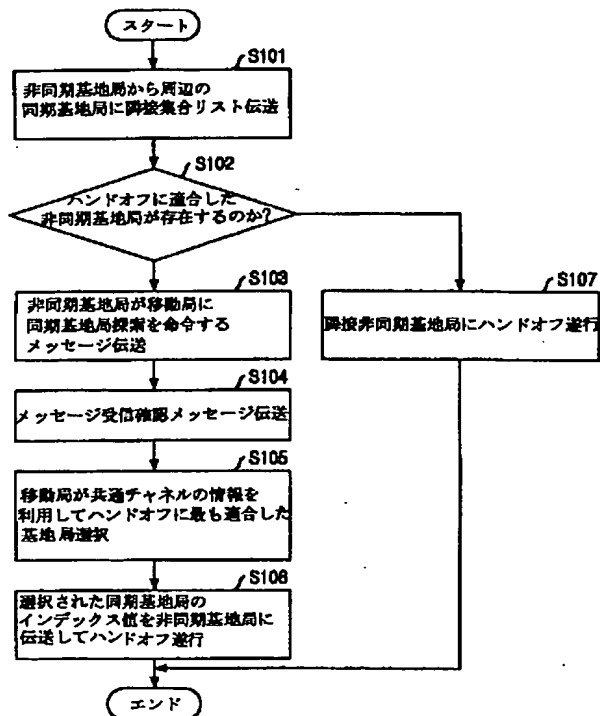 スタート
S101
非同期基地局から周辺の
同期基地局に隣接集合リスト伝送
S102
ハンドオフに適合した
非同期基地局が存在するのか?
S103
非同期基地局が移動局に
同期基地局探索を命令する
メッセージ伝送
S107
隣接非同期基地局にハンドオフ遂行
S104
メッセージ受信確認メッセージ伝送
S105
移動局が共通チャネルの情報を
利用してハンドオフに最も適合した
基地局選択
S106
選択された同期基地局の
インデックス値を非同期基地局に
伝送してハンドオフ遂行
エンド